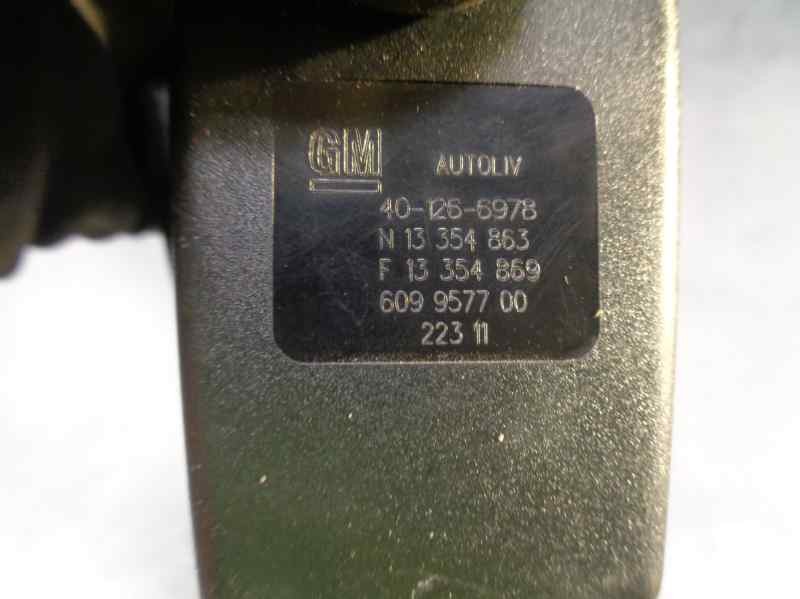 GM AUTOLIV
40-126-6978
N 13 354 863
F 13 354 869
609 9577 00
223 11